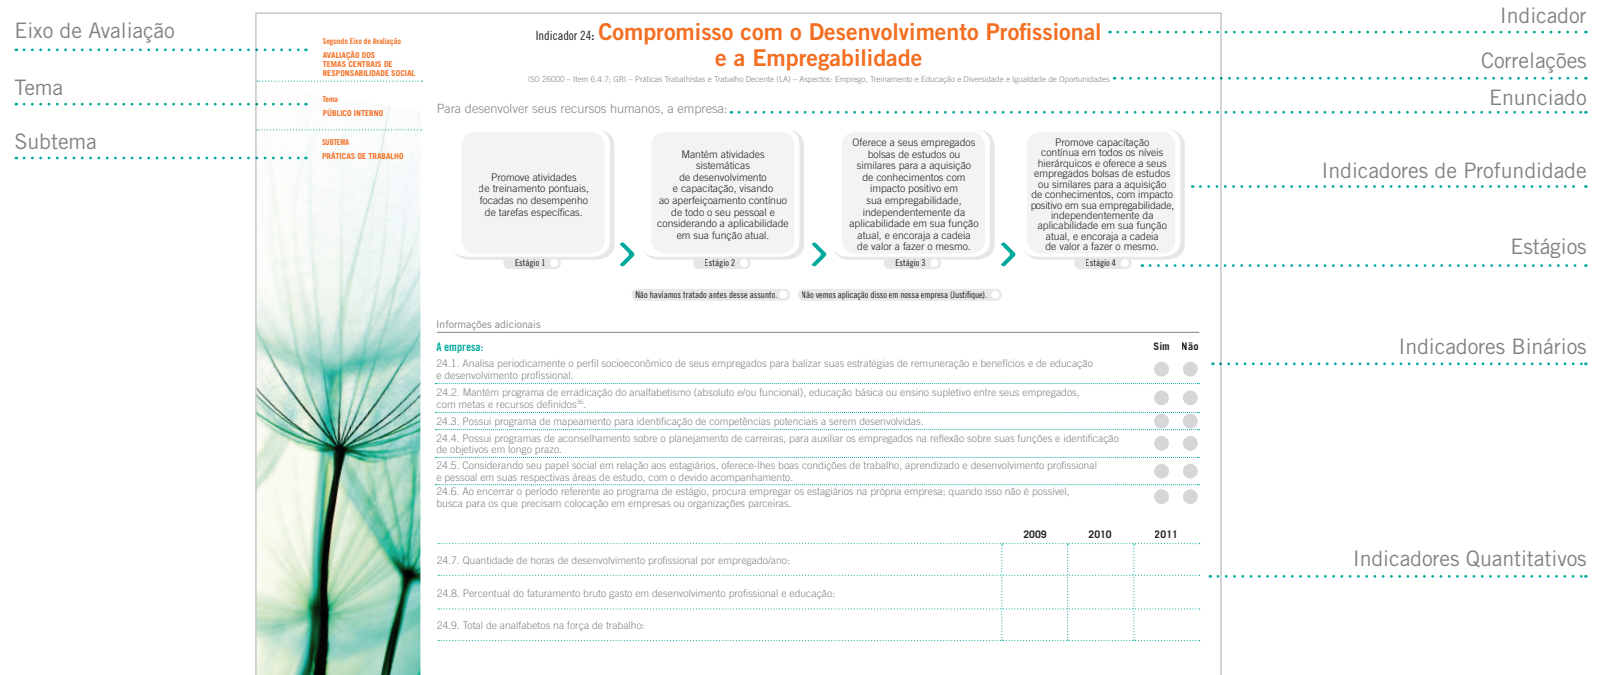 Eixo de Avaliação
Tema
Subtema
Segundo Eixo de Avaliação
AVALIAÇÃO DOS
TEMAS CENTRAIS DE
RESPONSABILIDADE SOCIAL
Tema
PÚBLICO INTERNO
SUBTEMA
PRÁTICAS DE TRABALHO
Indicador 24: Compromisso com o Desenvolvimento Profissional
e a Empregabilidade
ISO 26000 – Item 6.4.7; GRI – Práticas Trabalhistas e Trabalho Decente (LA) – Aspectos: Emprego, Treinamento e Educação e Diversidade e Igualdade de Oportunidades
Para desenvolver seus recursos humanos, a empresa:
Promove atividades
de treinamento pontuais,
focadas no desempenho
de tarefas específicas.
Estágio 1
Mantém atividades
sistemáticas
de desenvolvimento
e capacitação, visando
ao aperfeiçoamento contínuo
de todo o seu pessoal e
considerando a aplicabilidade
em sua função atual.
Estágio 2
Oferece a seus empregados
bolsas de estudos ou
similares para a aquisição
de conhecimentos com
impacto positivo em
sua empregabilidade,
independentemente da
aplicabilidade em sua função
atual, e encoraja a cadeia
de valor a fazer o mesmo.
Estágio 3
Promove capacitação
contínua em todos os níveis
hierárquicos e oferece a seus
empregados bolsas de estudos
ou similares para a aquisição
de conhecimentos, com impacto
positivo em sua empregabilidade,
independentemente da
aplicabilidade em sua função
atual, e encoraja a cadeia
de valor a fazer o mesmo.
Estágio 4
Não havíamos tratado antes desse assunto.
Não vemos aplicação disso em nossa empresa (Justifique).
Informações adicionais
A empresa:
Sim Não
24.1. Analisa periodicamente o perfil socioeconômico de seus empregados para balizar suas estratégias de remuneração e benefícios e de educação
e desenvolvimento profissional.
24.2. Mantém programa de erradicação do analfabetismo (absoluto e/ou funcional), educação básica ou ensino supletivo entre seus empregados,
com metas e recursos definidos³⁶.
24.3. Possui programa de mapeamento para identificação de competências potenciais a serem desenvolvidas.
24.4. Possui programas de aconselhamento sobre o planejamento de carreiras, para auxiliar os empregados na reflexão sobre suas funções e identificação
de objetivos em longo prazo.
24.5. Considerando seu papel social em relação aos estagiários, oferece-lhes boas condições de trabalho, aprendizado e desenvolvimento profissional
e pessoal em suas respectivas áreas de estudo, com o devido acompanhamento.
24.6. Ao encerrar o período referente ao programa de estágio, procura empregar os estagiários na própria empresa; quando isso não é possível,
busca para os que precisam colocação em empresas ou organizações parceiras.
2009 2010 2011
24.7. Quantidade de horas de desenvolvimento profissional por empregado/ano:
24.8. Percentual do faturamento bruto gasto em desenvolvimento profissional e educação:
24.9. Total de analfabetos na força de trabalho:
Indicador
Correlações
Enunciado
Indicadores de Profundidade
Estágios
Indicadores Binários
Indicadores Quantitativos